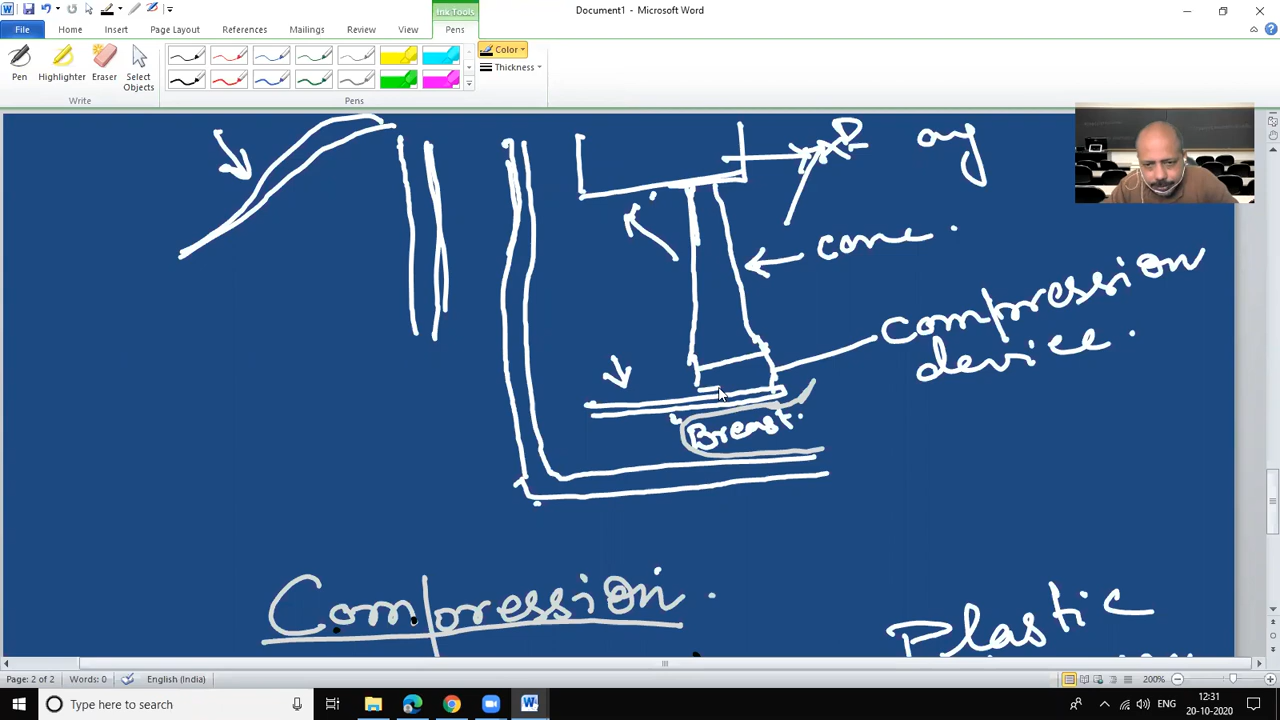 Ink Tools
Document1 - Microsoft Word
File Home Insert Page Layout References Mailings Review View Pens
Pen Highlighter Eraser Select Objects
Color
Thickness
Write Pens
cone.
compression
device.
Breast.
Compression.
Plastic
Page: 2 of 2 Words: 0 English (India) 200%
Type here to search
ENG 12:31
20-10-2020